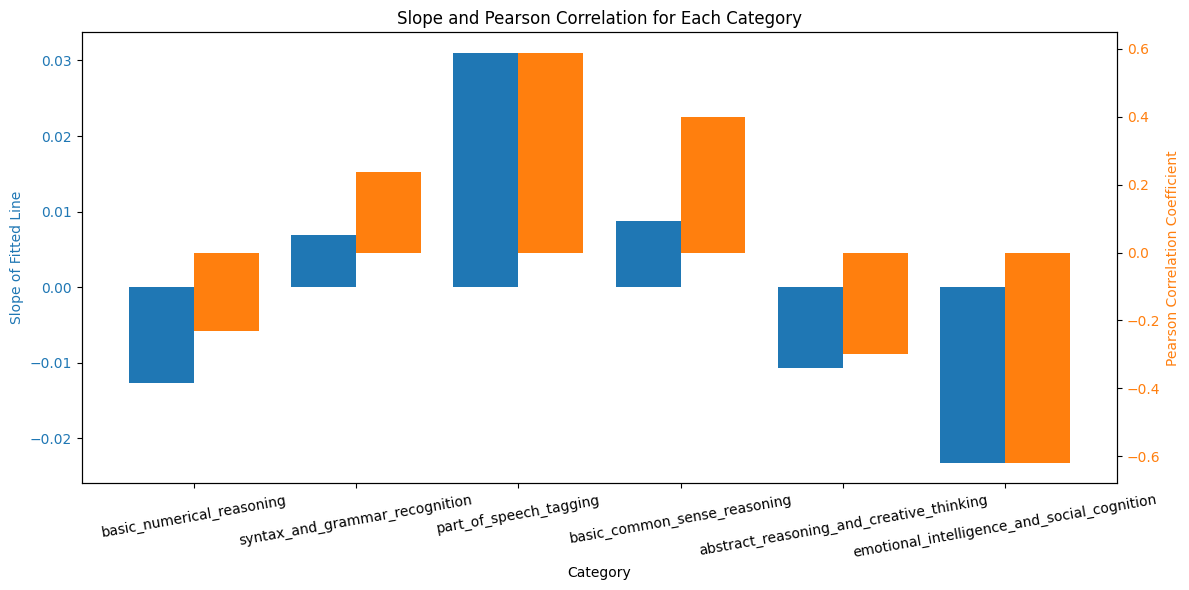 Slope and Pearson Correlation for Each Category
Slope of Fitted Line
0.03
0.02
0.01
0.00
−0.01
−0.02
Pearson Correlation Coefficient
0.6
0.4
0.2
0.0
−0.2
−0.4
−0.6
basic_numerical_reasoning
syntax_and_grammar_recognition
part_of_speech_tagging
basic_common_sense_reasoning
abstract_reasoning_and_creative_thinking
emotional_intelligence_and_social_cognition
Category